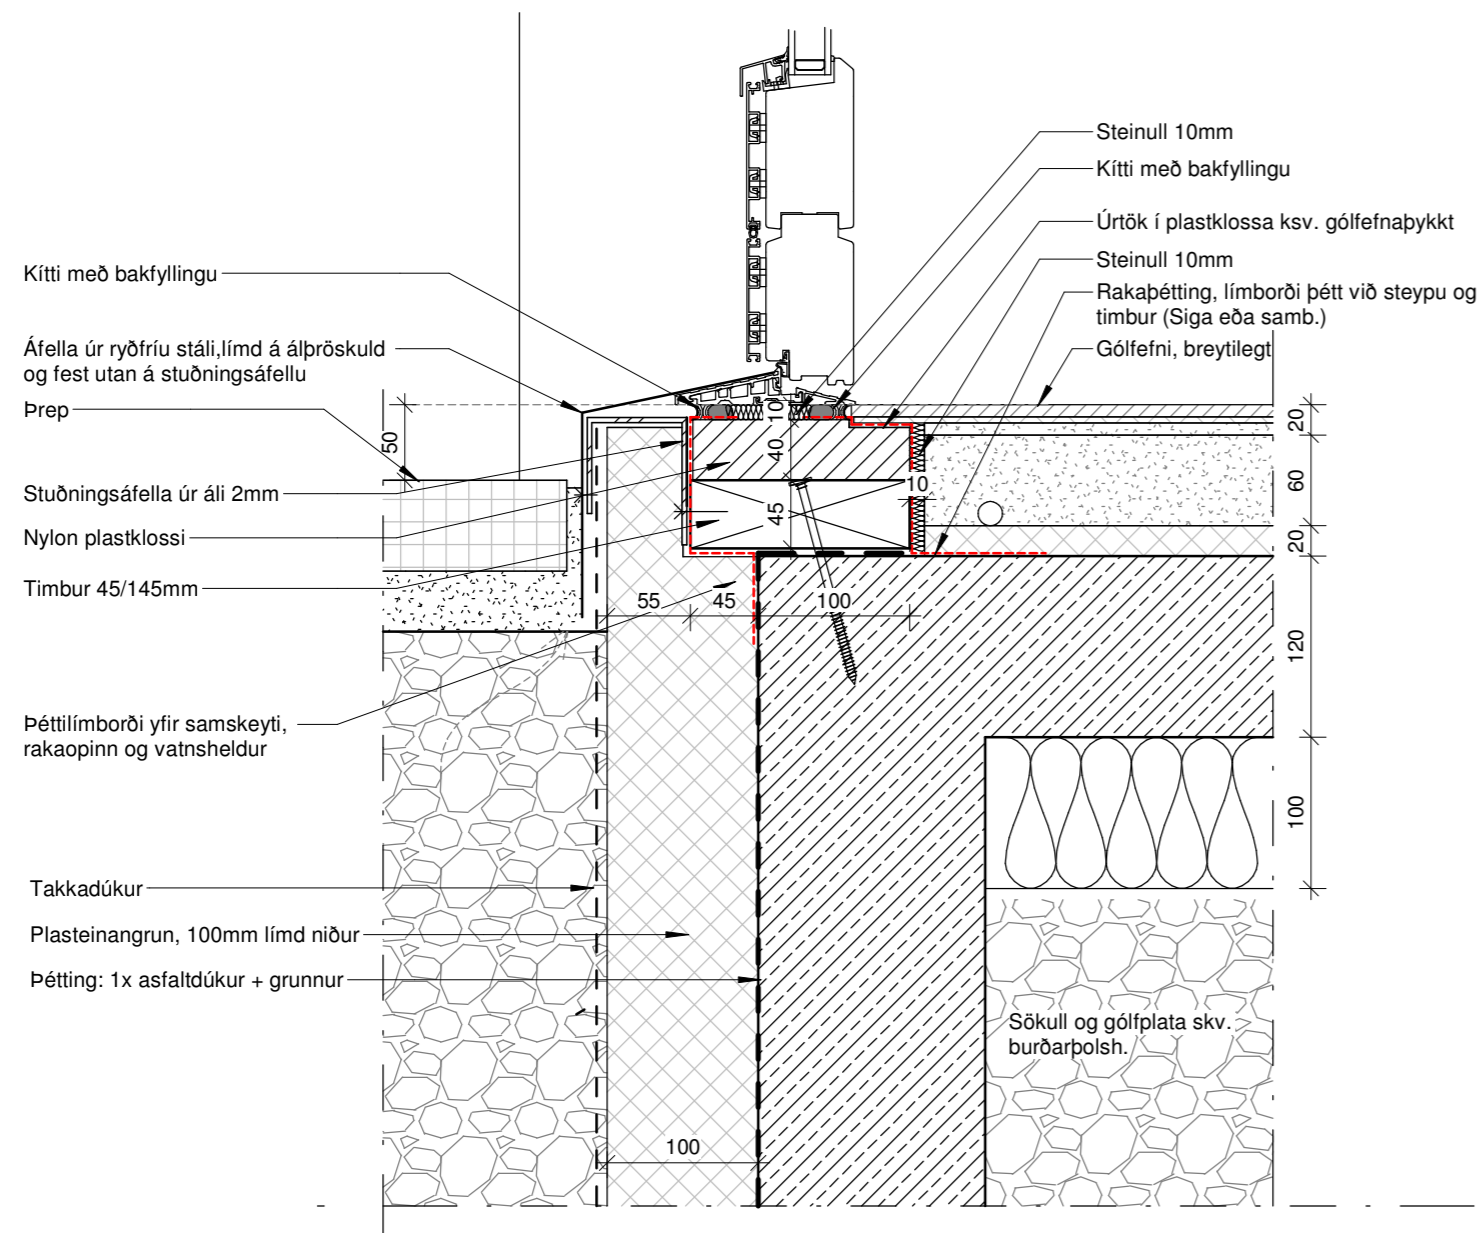 Steinull 10mm
Kítti með bakfyllingu
Úrtök í plastklossa ksv. gólfefnaþykkt
Steinull 10mm
Rakaþétting, límborði þétt við steypu og
timbur (Siga eða samb.)
Gólfefni, breytilegt
Kítti með bakfyllingu
Áfella úr ryðfríu stáli,límd á álþröskuld
og fest utan á stuðningsáfellu
Þrep
Stuðningsáfella úr áli 2mm
Nylon plastklossi
Timbur 45/145mm
Þéttilímborði yfir samskeyti,
rakaopinn og vatnsheldur
Takkadúkur
Plasteinangrun, 100mm límd niður
Þétting: 1x asfaltdúkur + grunnur
50
10
40
45
10
55
45
100
20
60
20
120
100
Sökull og gólfplata skv.
burðarþolsh.
100